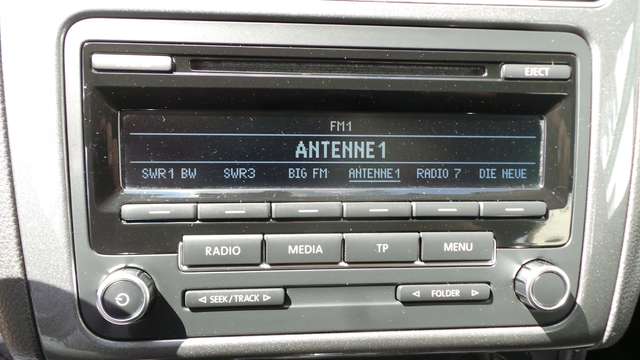 EJECT
FM1
ANTENNE1
SWR1 BW SWR3 BIG FM ANTENNE1 RADIO 7 DIE NEUE
RADIO MEDIA TP MENU
◁ SEEK/TRACK ▷ ◁ FOLDER ▷